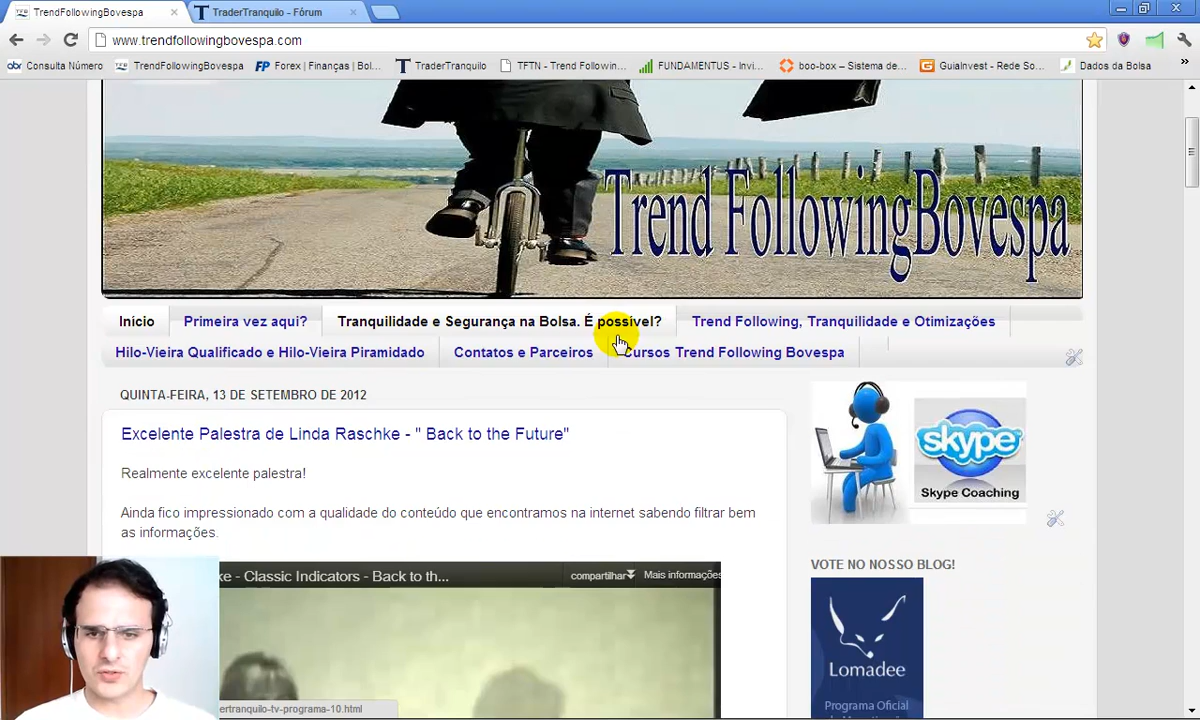 TrendFollowingBovespa
TraderTranquilo - Fórum
www.trendfollowingbovespa.com
Consulta Número
TrendFollowingBovespa
FP Forex | Finanças | Bol...
TraderTranquilo
TFTN - Trend Followin...
FUNDAMENTUS - Invi...
boo-box – Sistema de...
GuiaInvest - Rede So...
Dados da Bolsa
Trend FollowingBovespa
Início
Primeira vez aqui?
Tranquilidade e Segurança na Bolsa. É possível?
Trend Following, Tranquilidade e Otimizações
Hilo-Vieira Qualificado e Hilo-Vieira Piramidado
Contatos e Parceiros
Cursos Trend Following Bovespa
QUINTA-FEIRA, 13 DE SETEMBRO DE 2012
Excelente Palestra de Linda Raschke - " Back to the Future"
Realmente excelente palestra!
Ainda fico impressionado com a qualidade do conteúdo que encontramos na internet sabendo filtrar bem
as informações.
skype
Skype Coaching
VOTE NO NOSSO BLOG!
ke - Classic Indicators - Back to th...
compartilhar
Mais informações
Lomadee
Programa Oficial
ertranquilo-tv-programa-10.html